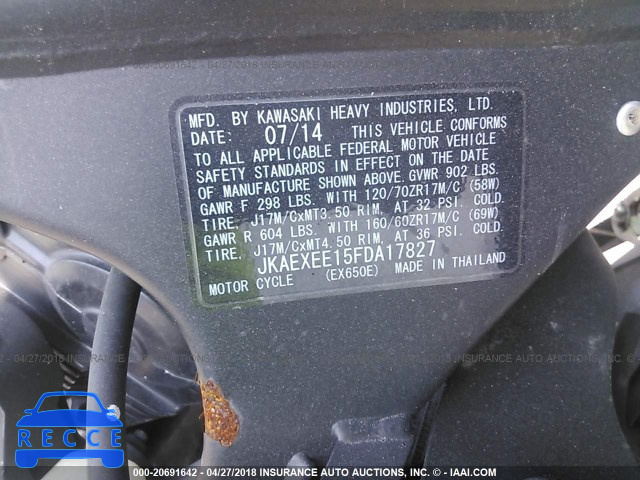 MFD. BY KAWASAKI HEAVY INDUSTRIES, LTD.
DATE: 07/14 THIS VEHICLE CONFORMS
TO ALL APPLICABLE FEDERAL MOTOR VEHICLE
SAFETY STANDARDS IN EFFECT ON THE DATE
OF MANUFACTURE SHOWN ABOVE. GVWR 902 LBS.
GAWR F 298 LBS. WITH 120/70ZR17M/C (58W)
TIRE, J17M/CxMT3.50 RIM, AT 32 PSI. COLD.
GAWR R 604 LBS. WITH 160/60ZR17M/C (69W)
TIRE, J17M/CxMT4.50 RIM, AT 36 PSI. COLD.
JKAEXEE15FDA17827
MOTOR CYCLE (EX650E) MADE IN THAILAND
RECCE
000-20691642 - 04/27/2018 INSURANCE AUTO AUCTIONS, INC. - IAAI.COM